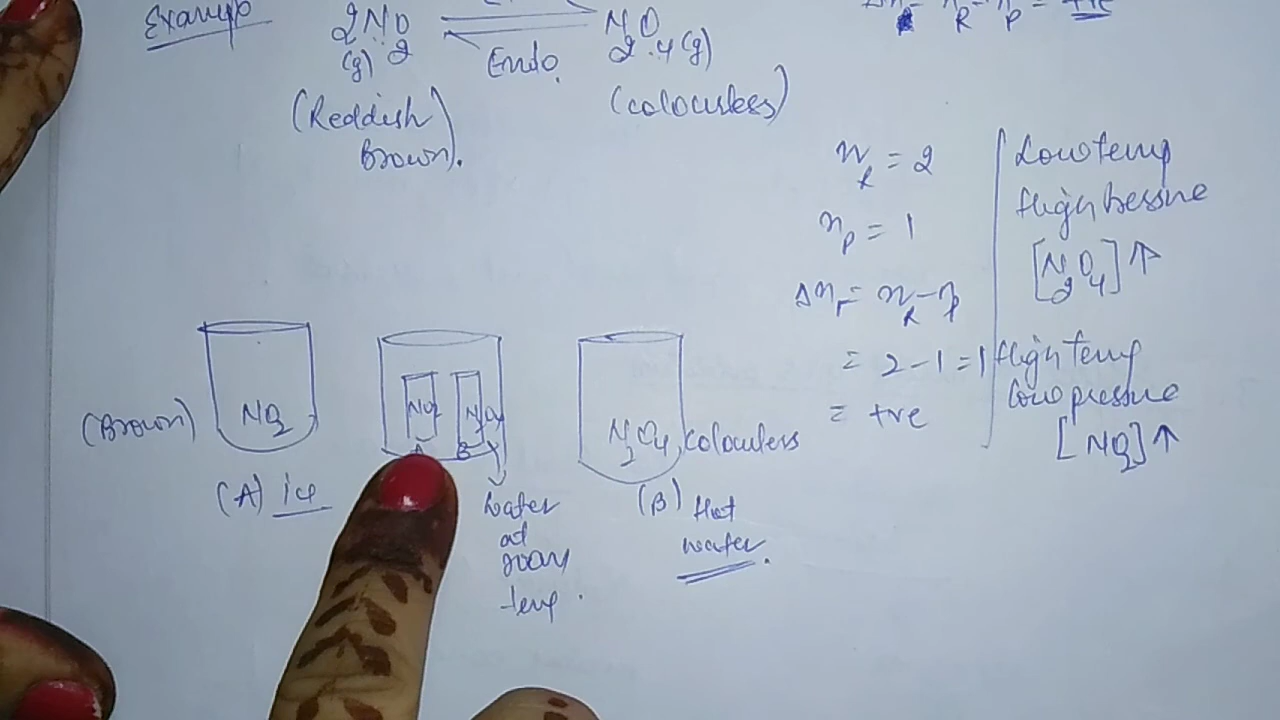 Example
2NO2 (g) ⇌ N2O4 (g)
Endo.
(Reddish Brown).
(colourless)
nR = 2
nP = 1
Δnr = nR - nP
= 2 - 1 = 1
= +ve
Low temp
High Pressure
[N2O4] ↑
High temp
Low pressure
[NO2] ↑
(Brown)
NO2
(A) ice
NO2
NO2
A
B
water
at
room
temp.
N2O4 colourless
(B) Hot
water.